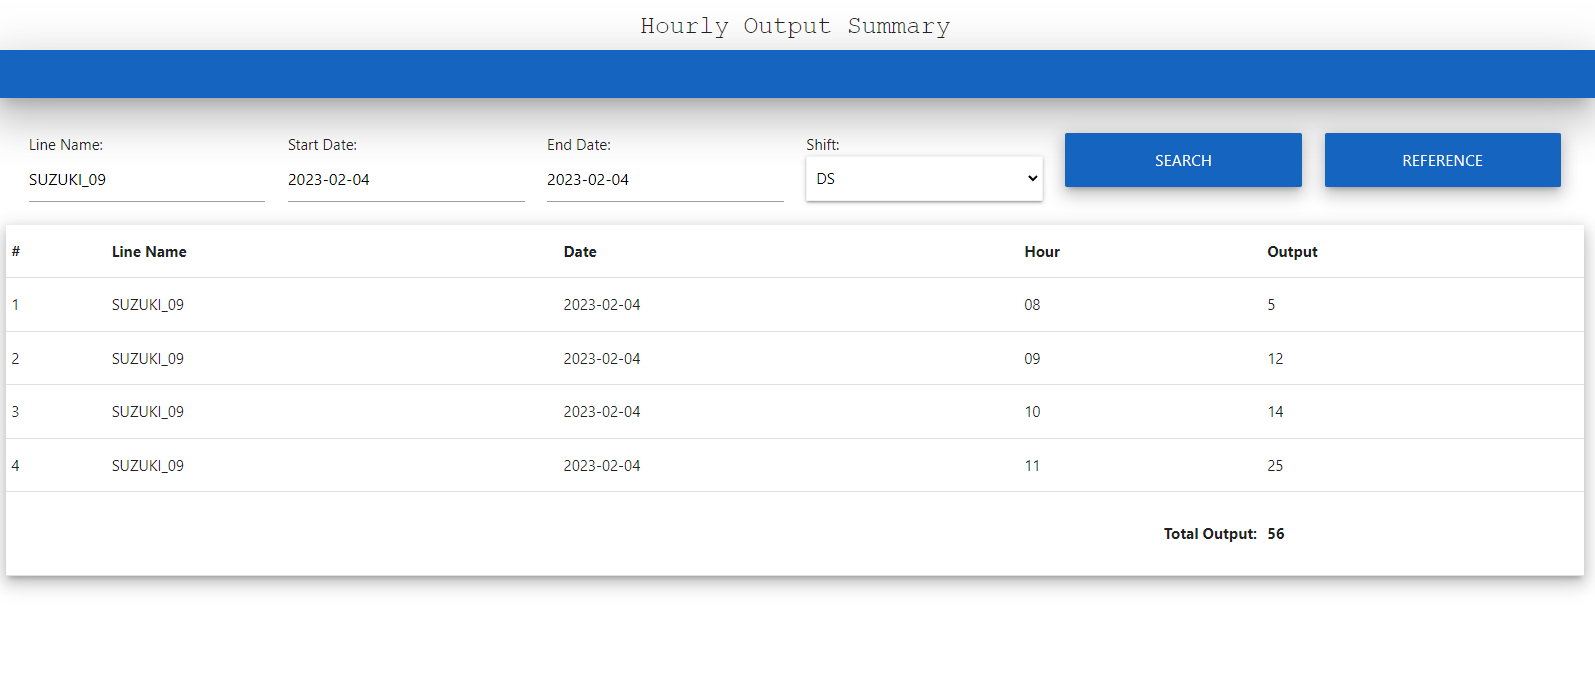 Hourly Output Summary
Line Name: Start Date: End Date: Shift:
SUZUKI_09 2023-02-04 2023-02-04 DS SEARCH REFERENCE
# Line Name Date Hour Output
1 SUZUKI_09 2023-02-04 08 5
2 SUZUKI_09 2023-02-04 09 12
3 SUZUKI_09 2023-02-04 10 14
4 SUZUKI_09 2023-02-04 11 25
Total Output: 56